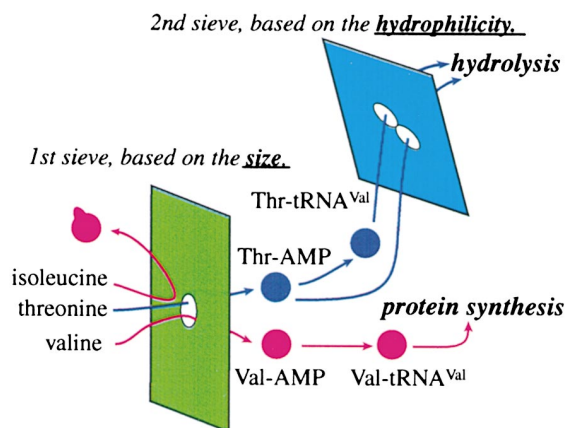 2nd sieve, based on the hydrophilicity.
hydrolysis
1st sieve, based on the size.
Thr-tRNAVal
Thr-AMP
isoleucine
threonine
valine
protein synthesis
Val-AMP
Val-tRNAVal